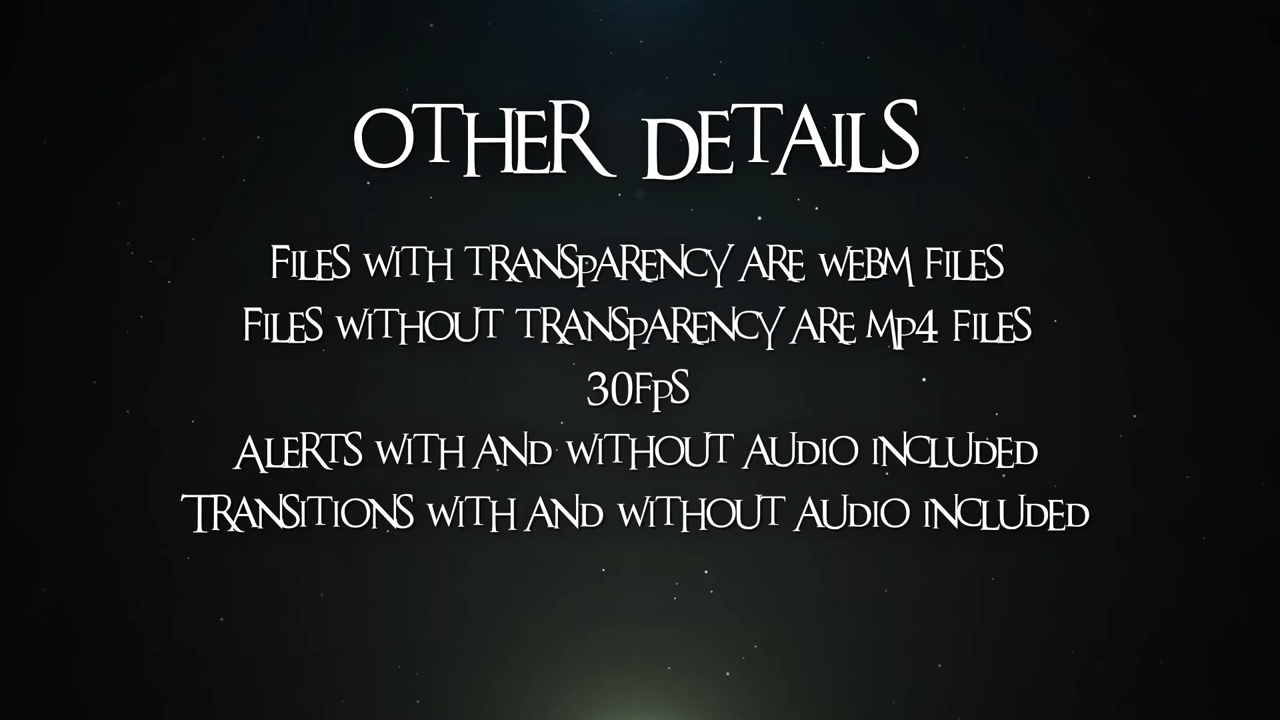 OTHER DETAILS
FILES WITH TRANSPARENCY ARE WEBM FILES
FILES WITHOUT TRANSPARENCY ARE MP4 FILES
30FPS
ALERTS WITH AND WITHOUT AUDIO INCLUDED
TRANSITIONS WITH AND WITHOUT AUDIO INCLUDED